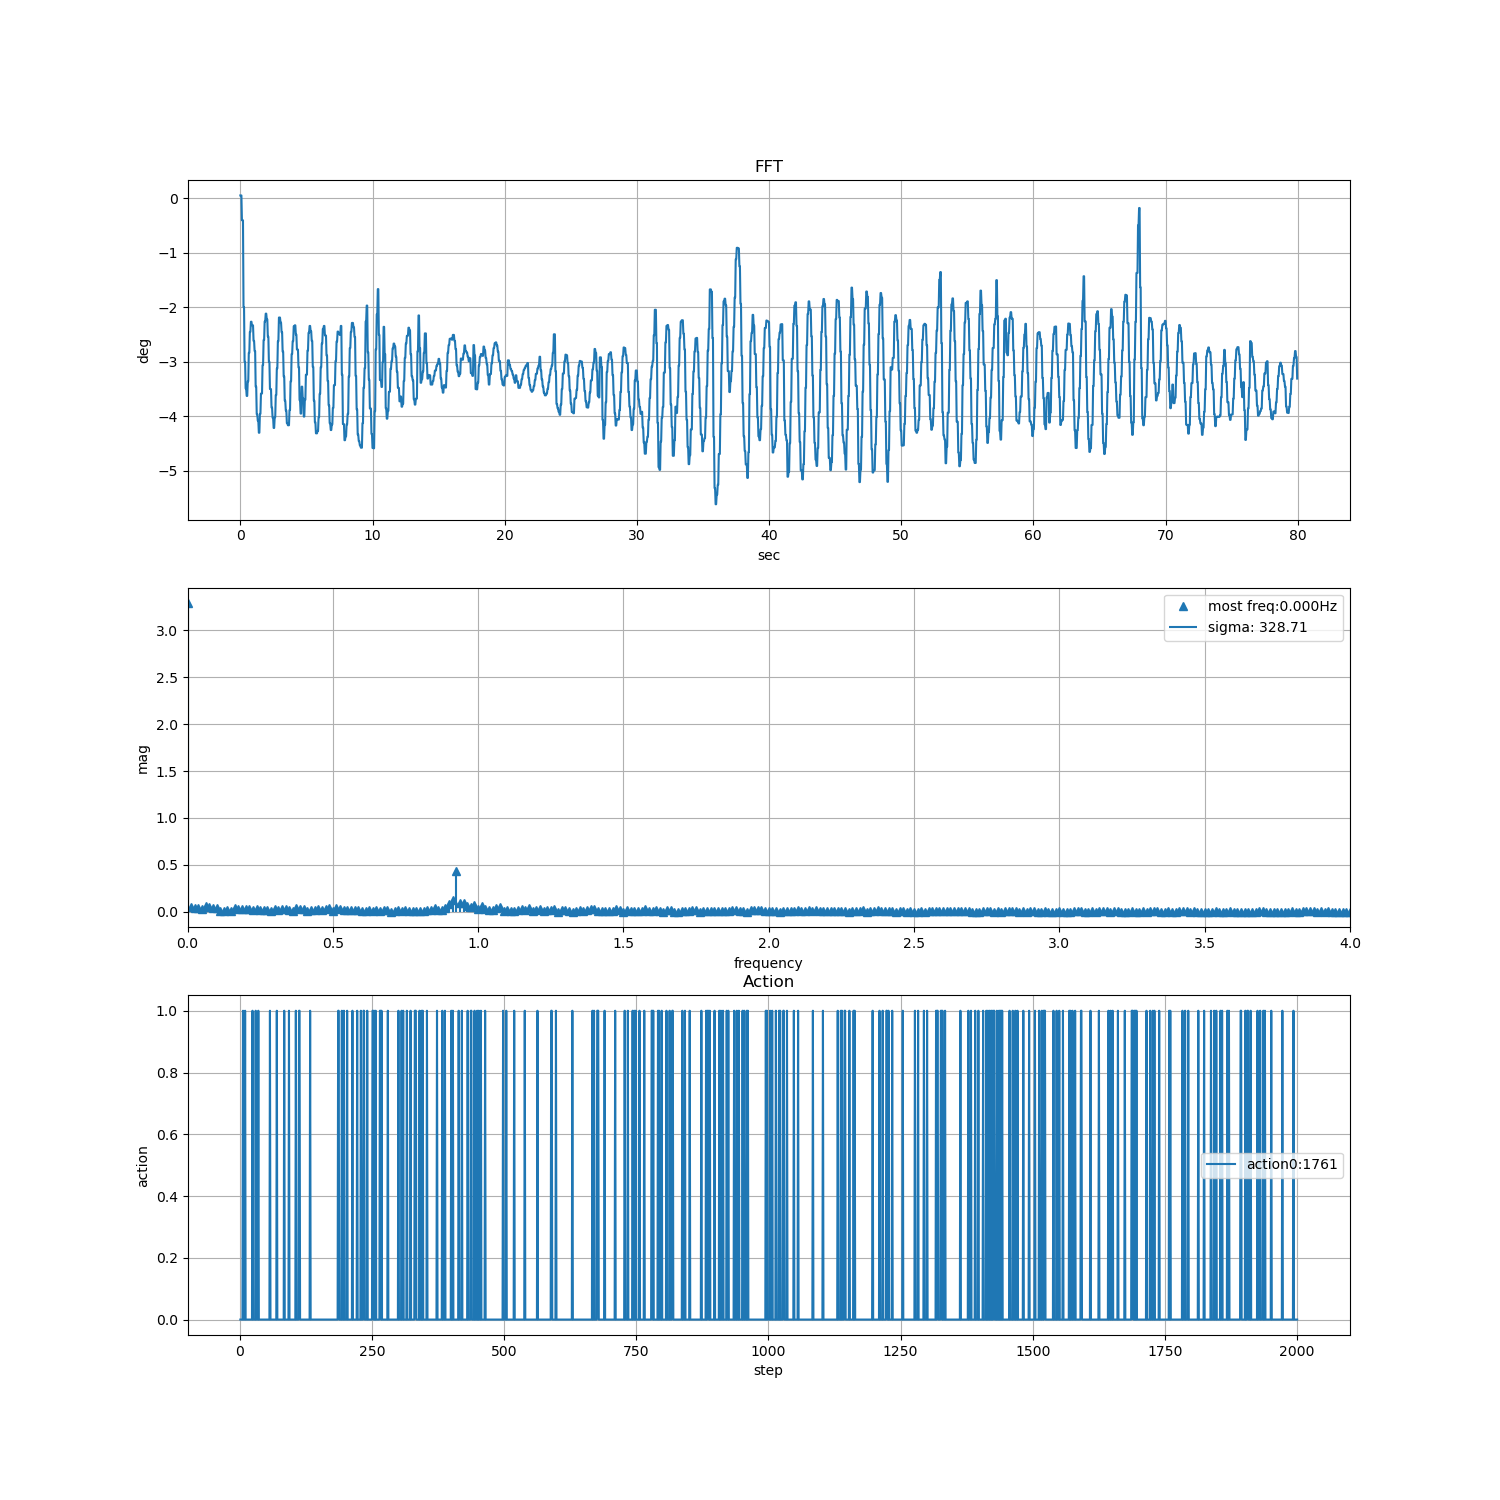 FFT
0
−1
−2
−3
−4
−5
deg
0 10 20 30 40 50 60 70 80
sec
most freq:0.000Hz
sigma: 328.71
3.0
2.5
2.0
1.5
1.0
0.5
0.0
mag
0.0 0.5 1.0 1.5 2.0 2.5 3.0 3.5 4.0
frequency
Action
1.0
0.8
0.6
0.4
0.2
0.0
action
action0:1761
0 250 500 750 1000 1250 1500 1750 2000
step